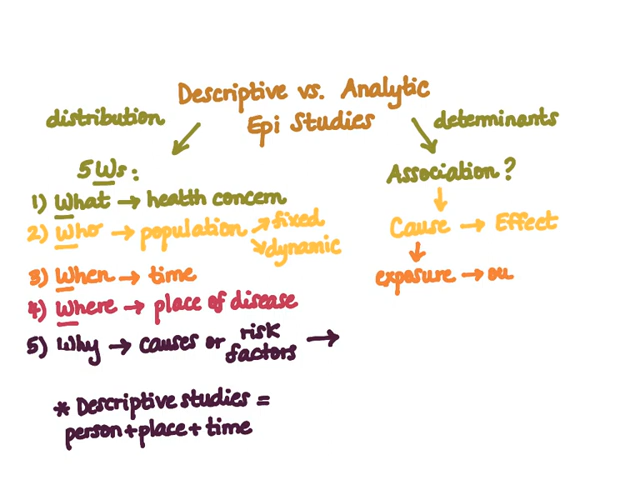 Descriptive vs. Analytic
Epi Studies
distribution
determinants
5 Ws:
1) What → health concern
2) Who → population → fixed
→ dynamic
3) When → time
4) Where → place of disease
5) Why → causes or risk
factors →
* Descriptive studies =
person+place+time
Association?
Cause → Effect
exposure → ou